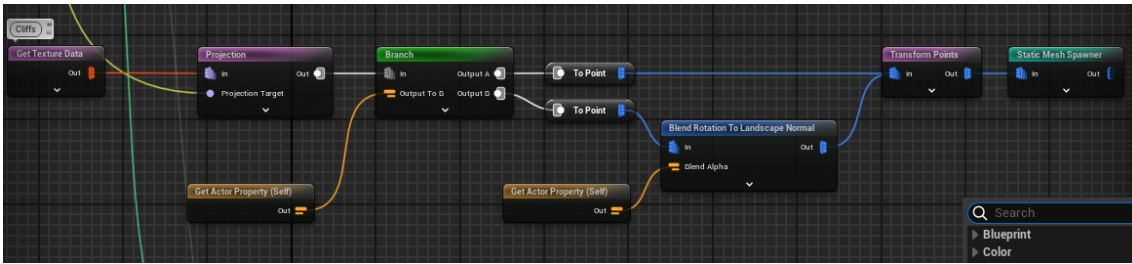 Cliffs
Get Texture Data
Out
Projection
In
Out
Projection Target
Branch
In
Output A
Output To B
Output B
To Point
To Point
Blend Rotation To Landscape Normal
In
Out
Blend Alpha
Transform Points
In
Out
Static Mesh Spawner
In
Out
Get Actor Property (Self)
Out
Get Actor Property (Self)
Out
Search
Blueprint
Color